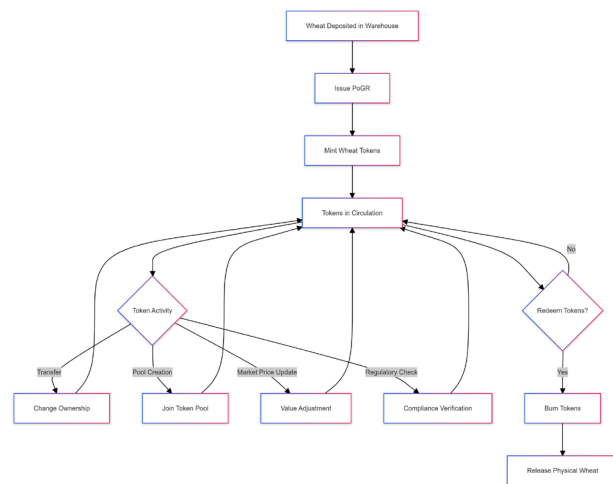 Wheat Deposited in Warehouse
Issue PoGR
Mint Wheat Tokens
Tokens in Circulation
No
Token Activity
Redeem Tokens?
Transfer
Pool Creation
Market Price Update
Regulatory Check
Yes
Change Ownership
Join Token Pool
Value Adjustment
Compliance Verification
Burn Tokens
Release Physical Wheat